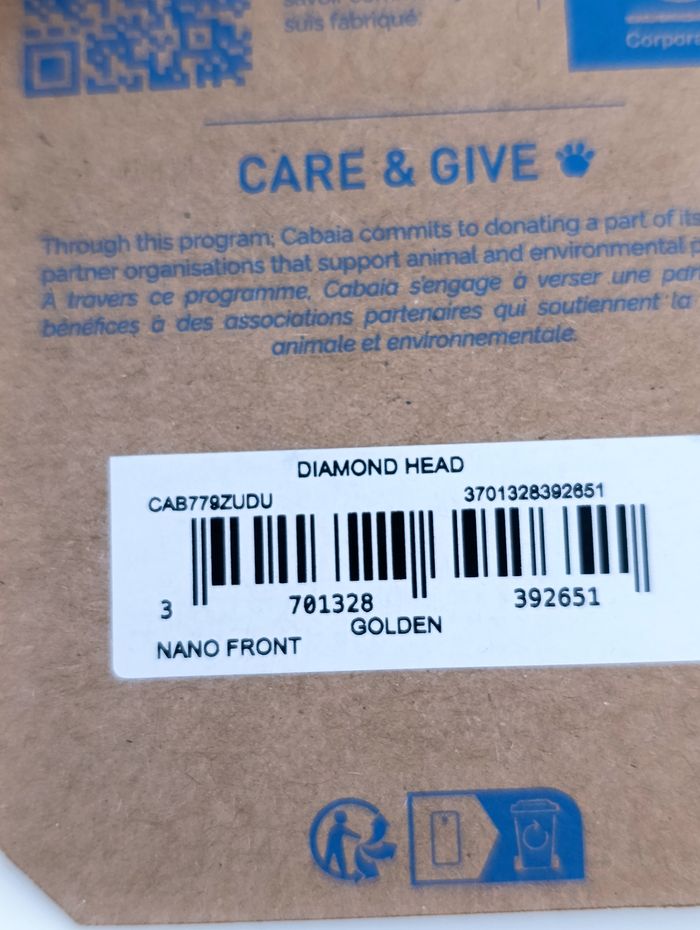 suis fabriqué:
CARE & GIVE
Through this program; Cabaia commits to donating a part of its
partner organisations that support animal and environmental
À travers ce programme, Cabaia s'engage à verser une
bénéfices à des associations partenaires qui soutiennent la
animale et environnementale.
DIAMOND HEAD
CAB779ZUDU 3701328392651
3 701328 392651
GOLDEN
NANO FRONT